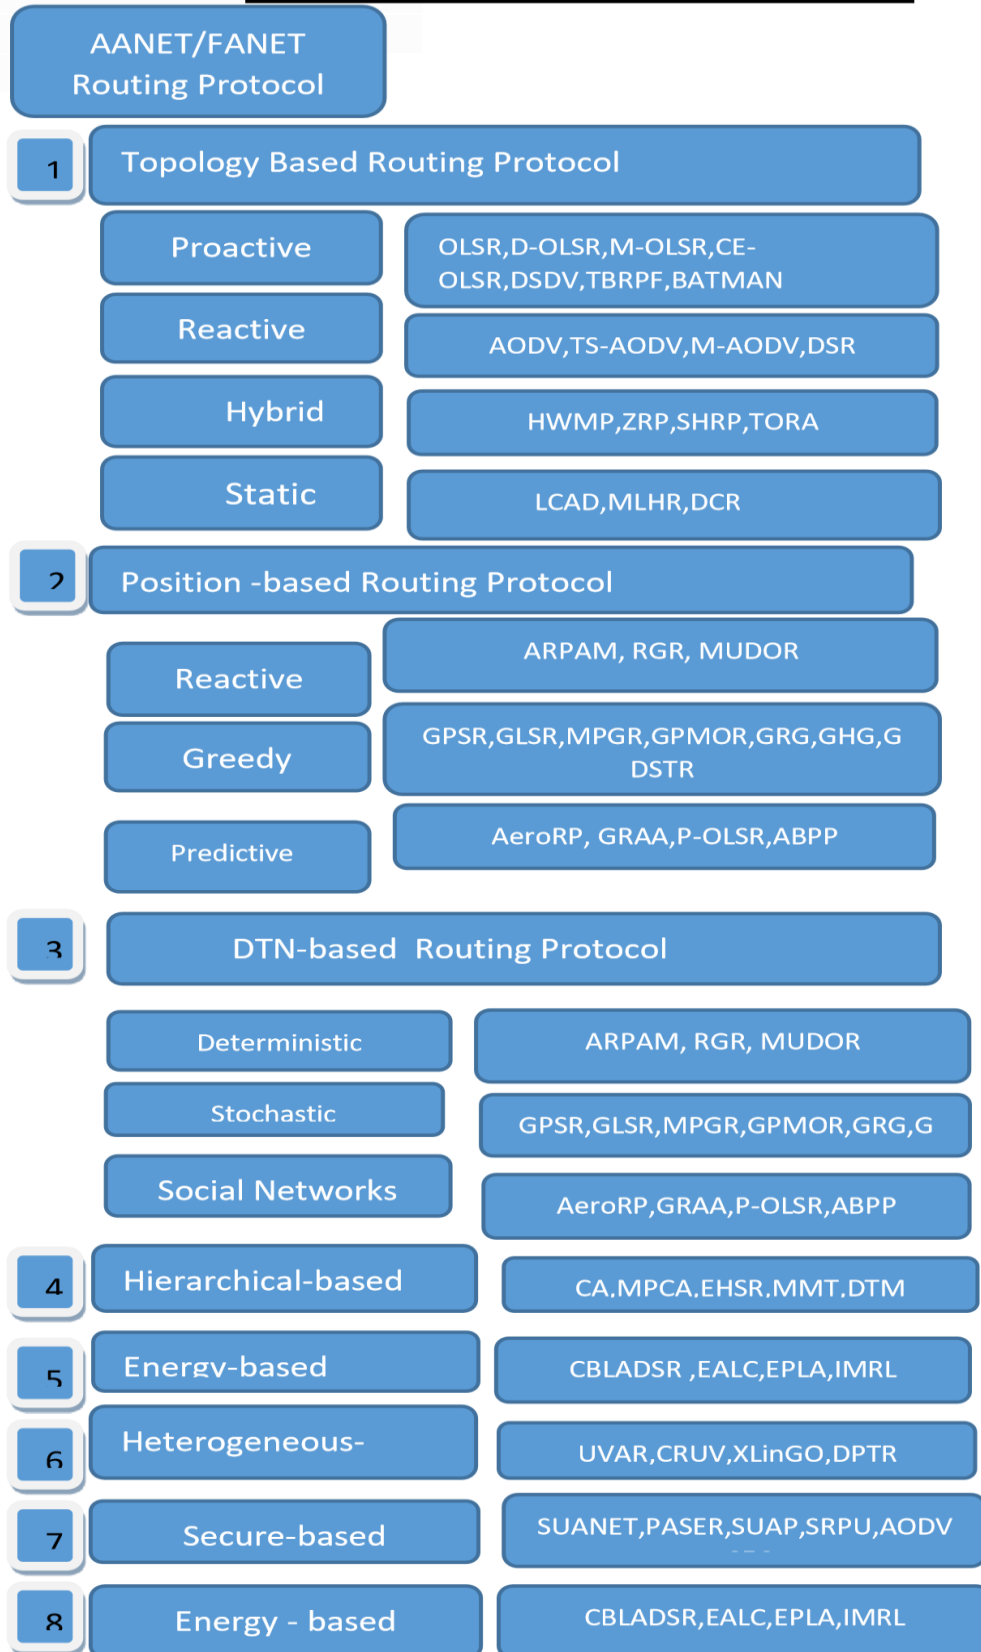 AANET/FANET
Routing Protocol
1
Topology Based Routing Protocol
Proactive
OLSR,D-OLSR,M-OLSR,CE-
OLSR,DSDV,TBRPF,BATMAN
Reactive
AODV,TS-AODV,M-AODV,DSR
Hybrid
HWMP,ZRP,SHRP,TORA
Static
LCAD,MLHR,DCR
2
Position -based Routing Protocol
Reactive
ARPAM, RGR, MUDOR
Greedy
GPSR,GLSR,MPGR,GPMOR,GRG,GHG,G
DSTR
Predictive
AeroRP, GRAA,P-OLSR,ABPP
3
DTN-based Routing Protocol
Deterministic
ARPAM, RGR, MUDOR
Stochastic
GPSR,GLSR,MPGR,GPMOR,GRG,G
Social Networks
AeroRP,GRAA,P-OLSR,ABPP
4
Hierarchical-based
CA,MPCA,EHSR,MMT,DTM
5
Energy-based
CBLADSR ,EALC,EPLA,IMRL
6
Heterogeneous-
UVAR,CRUV,XLinGO,DPTR
7
Secure-based
SUANET,PASER,SUAP,SRPU,AODV
8
Energy - based
CBLADSR,EALC,EPLA,IMRL